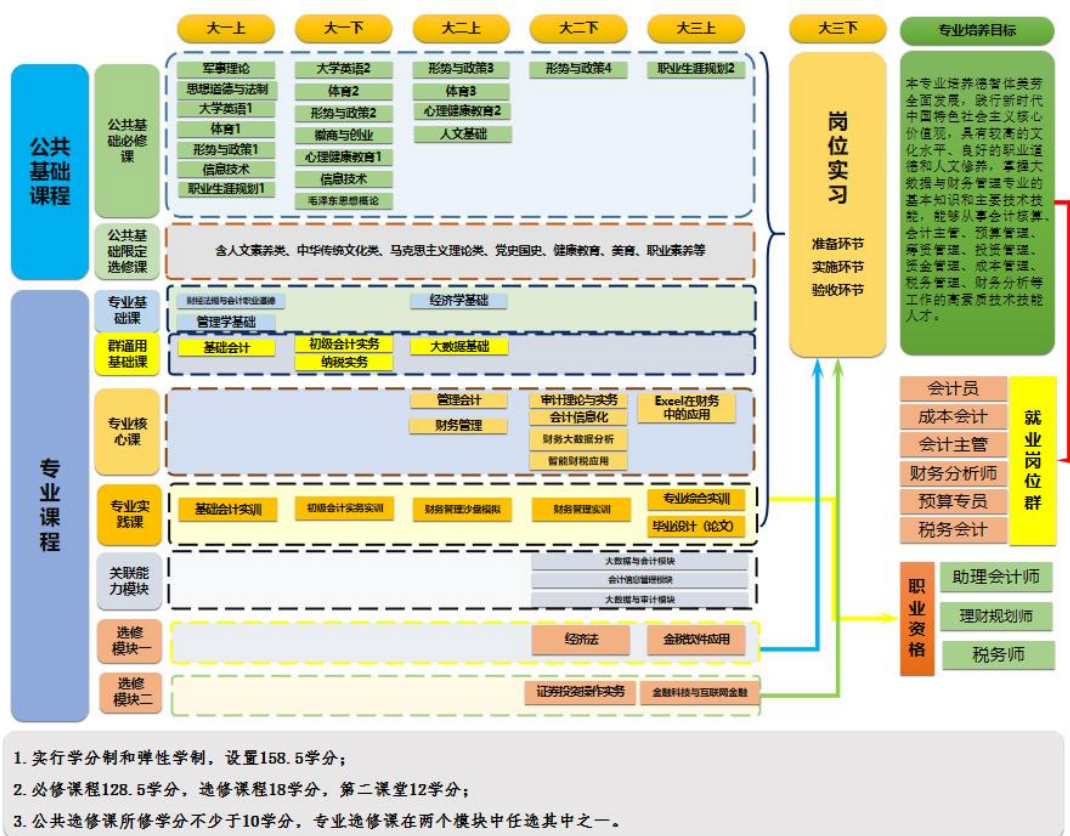 大一上
大一下
大二上
大二下
大三上
大三下
专业培养目标
公共
基础
课程
公共基
础必修
课
军事理论
思想道德与法制
大学英语1
体育1
形势与政策1
信息技术
职业生涯规划1
大学英语2
体育2
形势与政策2
徽商与创业
心理健康教育1
信息技术
毛泽东思想概论
形势与政策3
体育3
心理健康教育2
人文基础
形势与政策4
职业生涯规划2
公共基
础限定
选修课
含人文素养类、中华传统文化类、马克思主义理论类、党史国史、健康教育、美育、职业素养等
专
业
课
程
专业基
础课
财经法规与会计职业道德
管理学基础
经济学基础
群通用
基础课
基础会计
初级会计实务
纳税实务
大数据基础
专业核
心课
管理会计
财务管理
审计理论与实务
会计信息化
财务大数据分析
智能财税应用
Excel在财务
中的应用
专业实
践课
基础会计实训
初级会计实务实训
财务管理沙盘模拟
财务管理实训
专业综合实训
毕业设计（论文）
关联能
力模块
大数据与会计模块
会计信息管理模块
大数据与审计模块
选修
模块一
经济法
金税软件应用
选修
模块二
证券投资操作实务
金融科技与互联网金融
岗
位
实
习
准备环节
实施环节
验收环节
本专业培养德智体美劳
全面发展，践行新时代
中国特色社会主义核心
价值观，具有较高的文
化水平、良好的职业道
德和人文修养，掌握大
数据与财务管理专业的
基本知识和主要技术技
能，能够从事会计核算、
会计主管、预算管理、
筹资管理、投资管理、
资金管理、成本管理、
税务管理、财务分析等
工作的高素质技术技能
人才。
会计员
成本会计
会计主管
财务分析师
预算专员
税务会计
就
业
岗
位
群
职
业
资
格
助理会计师
理财规划师
税务师
1. 实行学分制和弹性学制，设置158.5学分；
2. 必修课程128.5学分，选修课程18学分，第二课堂12学分；
3. 公共选修课所修学分不少于10学分，专业选修课在两个模块中任选其中之一。